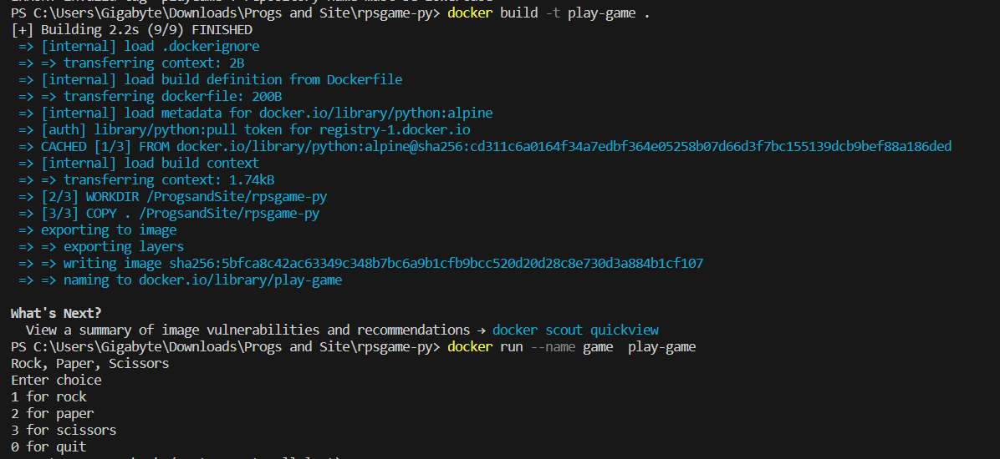 PS C:\Users\Gigabyte\Downloads\Progs and Site\rpsgame-py> docker build -t play-game .
[+] Building 2.2s (9/9) FINISHED
=> [internal] load .dockerignore
=> => transferring context: 2B
=> [internal] load build definition from Dockerfile
=> => transferring dockerfile: 200B
=> [internal] load metadata for docker.io/library/python:alpine
=> [auth] library/python:pull token for registry-1.docker.io
=> CACHED [1/3] FROM docker.io/library/python:alpine@sha256:cd311c6a0164f34a7edbf364e05258b07d66d3f7bc155139dcb9bef88a186ded
=> [internal] load build context
=> => transferring context: 1.74kB
=> [2/3] WORKDIR /ProgsandSite/rpsgame-py
=> [3/3] COPY . /ProgsandSite/rpsgame-py
=> exporting to image
=> => exporting layers
=> => writing image sha256:5bfca8c42ac63349c348b7bc6a9b1cfb9bcc520d20d28c8e730d3a884b1cf107
=> => naming to docker.io/library/play-game

What's Next?
View a summary of image vulnerabilities and recommendations → docker scout quickview
PS C:\Users\Gigabyte\Downloads\Progs and Site\rpsgame-py> docker run --name game  play-game
Rock, Paper, Scissors
Enter choice
1 for rock
2 for paper
3 for scissors
0 for quit